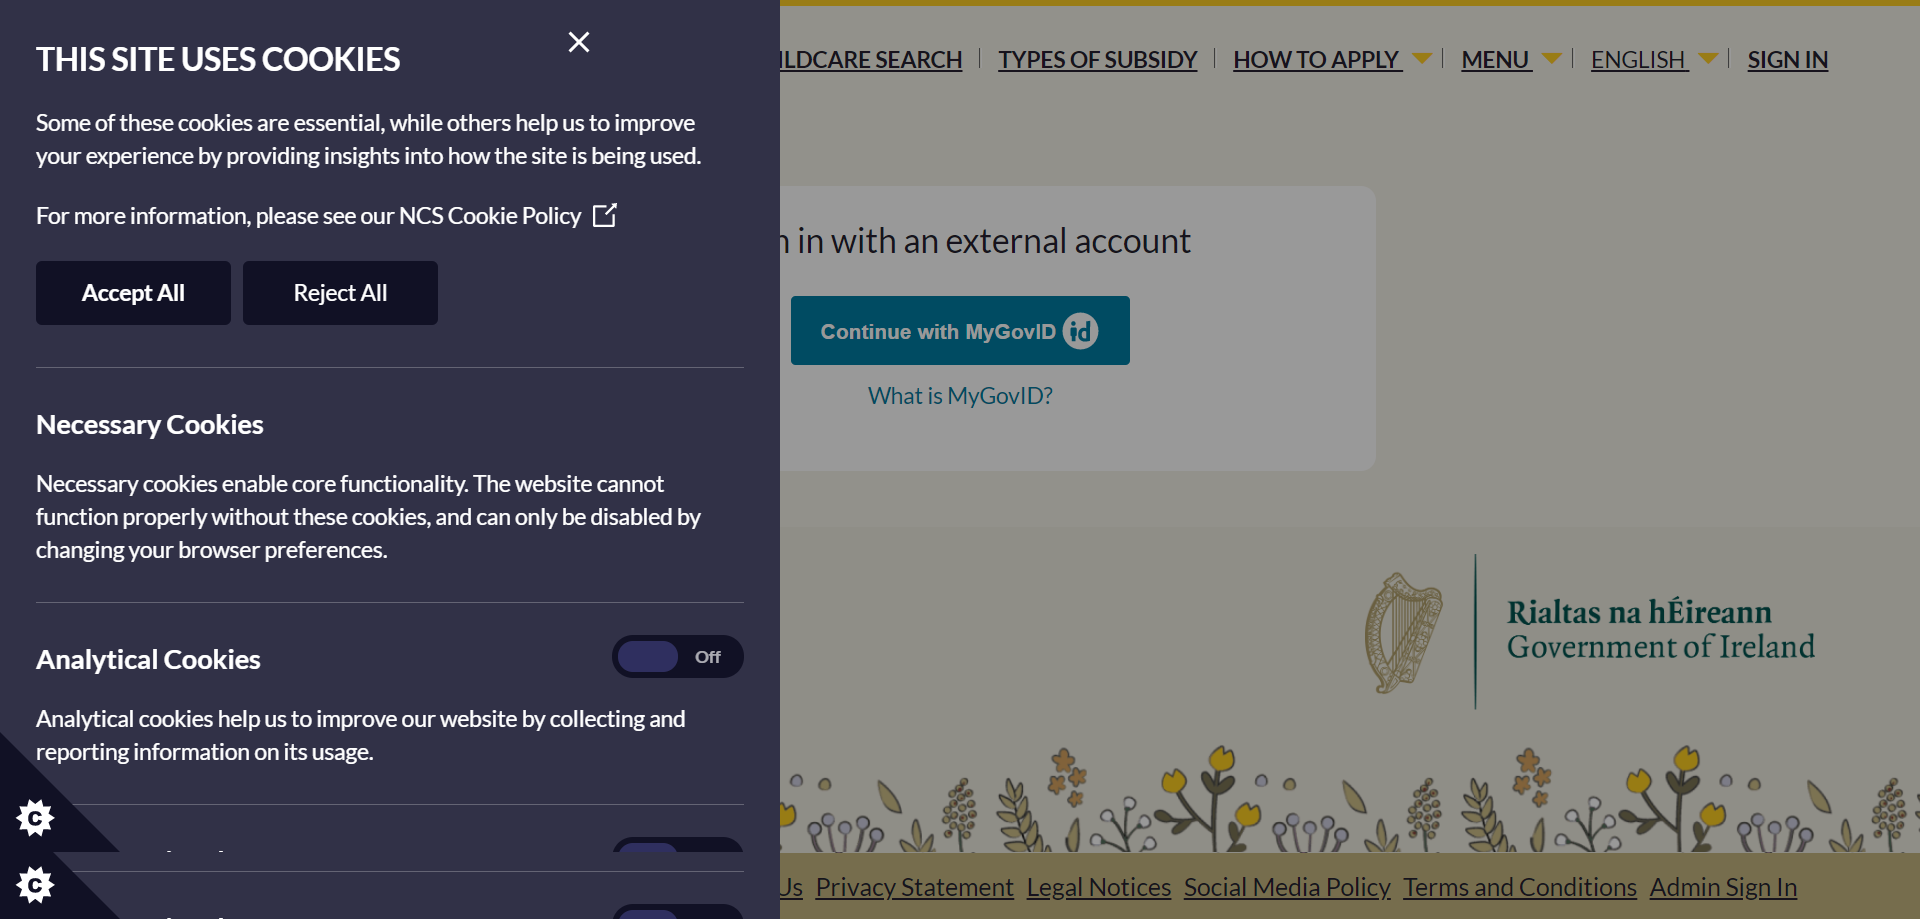 THIS SITE USES COOKIES
Some of these cookies are essential, while others help us to improve
your experience by providing insights into how the site is being used.
For more information, please see our NCS Cookie Policy
Accept All
Reject All
Necessary Cookies
Necessary cookies enable core functionality. The website cannot
function properly without these cookies, and can only be disabled by
changing your browser preferences.
Analytical Cookies
Off
Analytical cookies help us to improve our website by collecting and
reporting information on its usage.
C
C
SEARCH
TYPES OF SUBSIDY
HOW TO APPLY
MENU
ENGLISH
SIGN IN
in with an external account
Continue with MyGovID id
What is MyGovID?
Rialtas na hÉireann
Government of Ireland
Privacy Statement
Legal Notices
Social Media Policy
Terms and Conditions
Admin Sign In